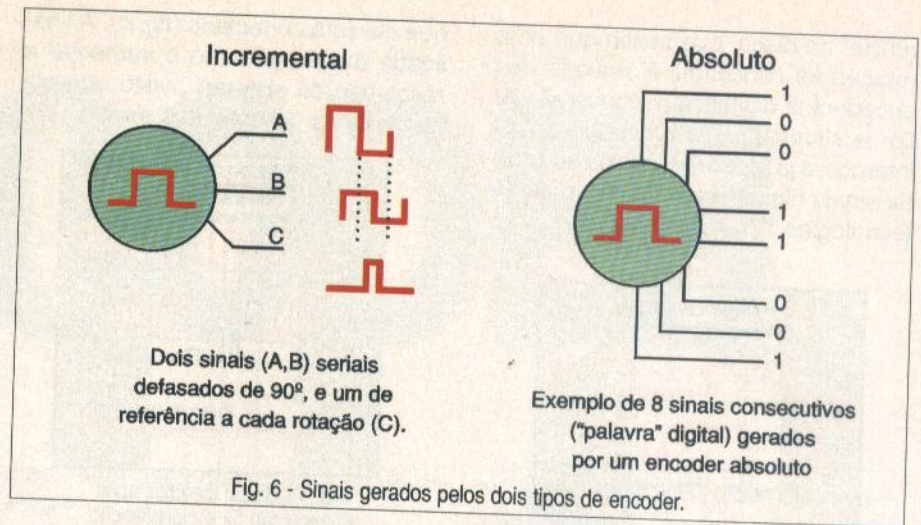 Incremental
A
B
C
Dois sinais (A,B) seriais
defasados de 90º, e um de
referência a cada rotação (C).
Absoluto
1
0
0
1
1
0
0
1
Exemplo de 8 sinais consecutivos
("palavra" digital) gerados
por um encoder absoluto
Fig. 6 - Sinais gerados pelos dois tipos de encoder.